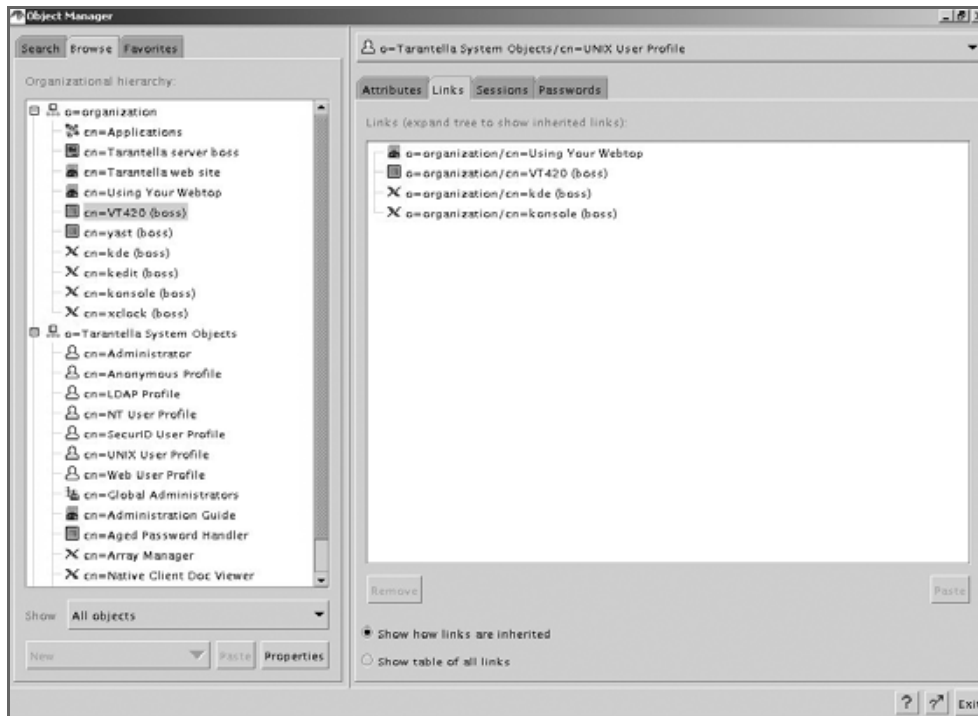 Object Manager
Search Browse Favorites
Organizational hierarchy:
o=organization
cn=Applications
cn=Tarantella server boss
cn=Tarantella web site
cn=Using Your Webtop
cn=VT420 (boss)
cn=yast (boss)
cn=kde (boss)
cn=kedit (boss)
cn=konsole (boss)
cn=xclock (boss)
o=Tarantella System Objects
cn=Administrator
cn=Anonymous Profile
cn=LDAP Profile
cn=NT User Profile
cn=SecurID User Profile
cn=UNIX User Profile
cn=Web User Profile
cn=Global Administrators
cn=Administration Guide
cn=Aged Password Handler
cn=Array Manager
cn=Native Client Doc Viewer
Show All objects
New Paste Properties
o=Tarantella System Objects/cn=UNIX User Profile
Attributes Links Sessions Passwords
Links (expand tree to show inherited links):
o=organization/cn=Using Your Webtop
o=organization/cn=VT420 (boss)
o=organization/cn=kde (boss)
o=organization/cn=konsole (boss)
Remove Paste
Show how links are inherited
Show table of all links
? ? Exi